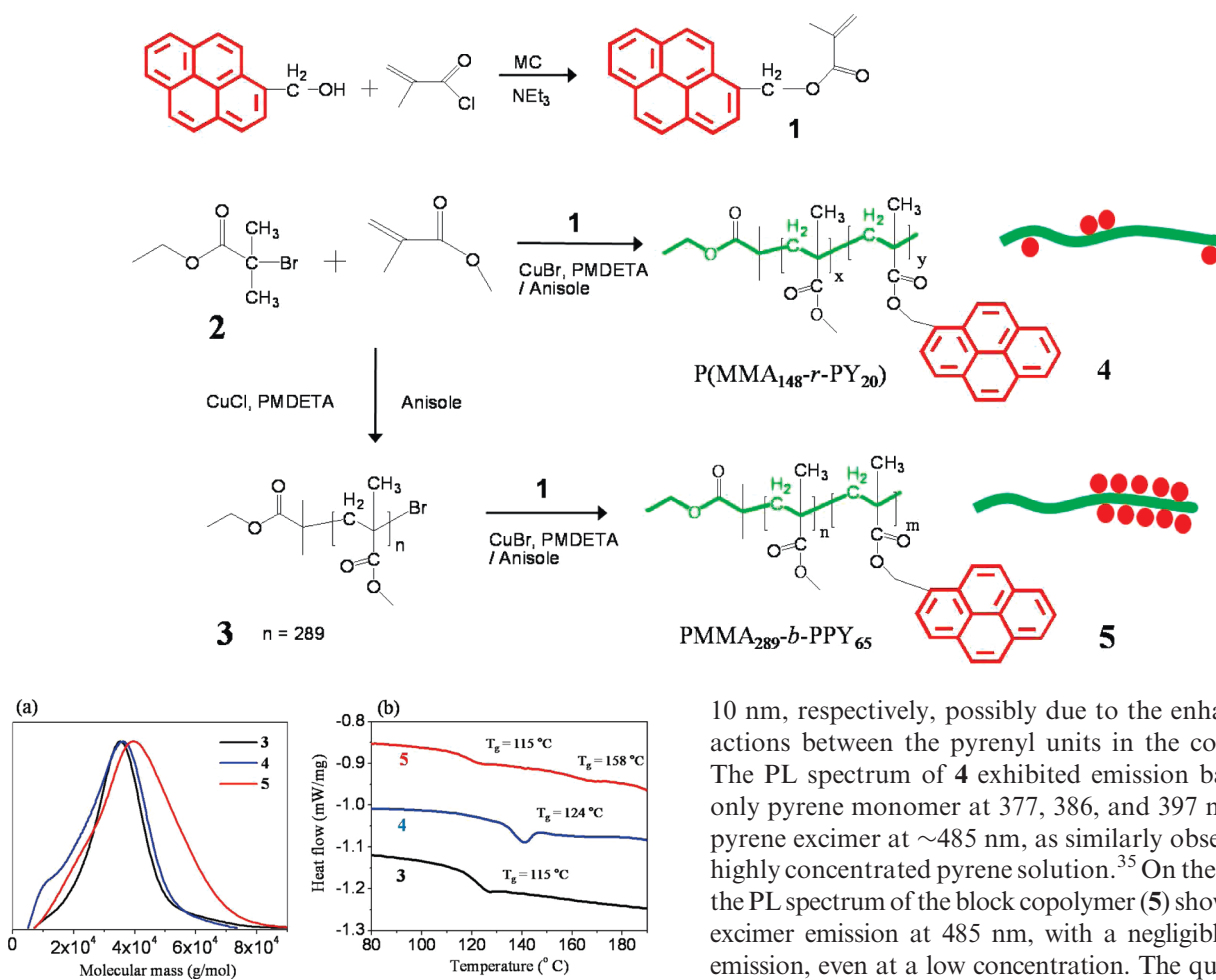 H2
C-OH
+
O
Cl
MC
NEt3
H2
C
O
O
1
O
O
Br
CH3
CH3
2
+
O
O
1
CuBr, PMDETA
/ Anisole
O
O
H2
C
CH3
x
H2
C
CH3
y
O
O
O
O
P(MMA148-r-PY20)
4
CuCl, PMDETA
Anisole
O
O
H2
C
CH3
Br
n
O
O
3 n = 289
1
CuBr, PMDETA
/ Anisole
O
O
H2
C
CH3
n
H2
C
CH3
m
O
O
O
O
PMMA289-b-PPY65
5
(a)
3
4
5
0 2x10^4 4x10^4 6x10^4 8x10^4
Molecular mass (g/mol)
(b)
Heat flow (mW/mg)
-0.8
-0.9
-1.0
-1.1
-1.2
-1.3
Tg = 115 °C
Tg = 158 °C
5
4
Tg = 124 °C
3
Tg = 115 °C
80 100 120 140 160 180
Temperature (° C)
10 nm, respectively, possibly due to the enha
actions between the pyrenyl units in the co
The PL spectrum of 4 exhibited emission ba
only pyrene monomer at 377, 386, and 397 n
pyrene excimer at ~485 nm, as similarly obse
highly concentrated pyrene solution.35 On the
the PL spectrum of the block copolymer (5) show
excimer emission at 485 nm, with a negligible
emission, even at a low concentration. The qu